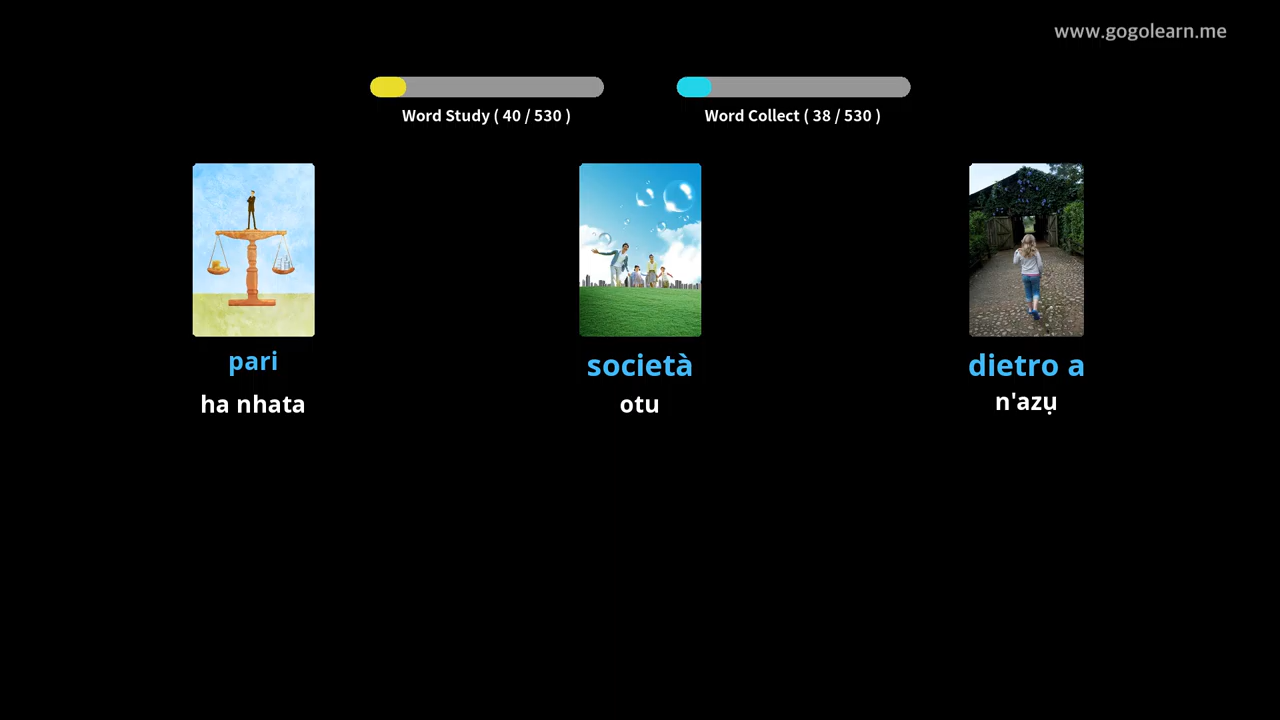 www.gogolearn.me
Word Study ( 40 / 530 )
Word Collect ( 38 / 530 )
pari
società
dietro a
ha nhata
otu
n'azụ